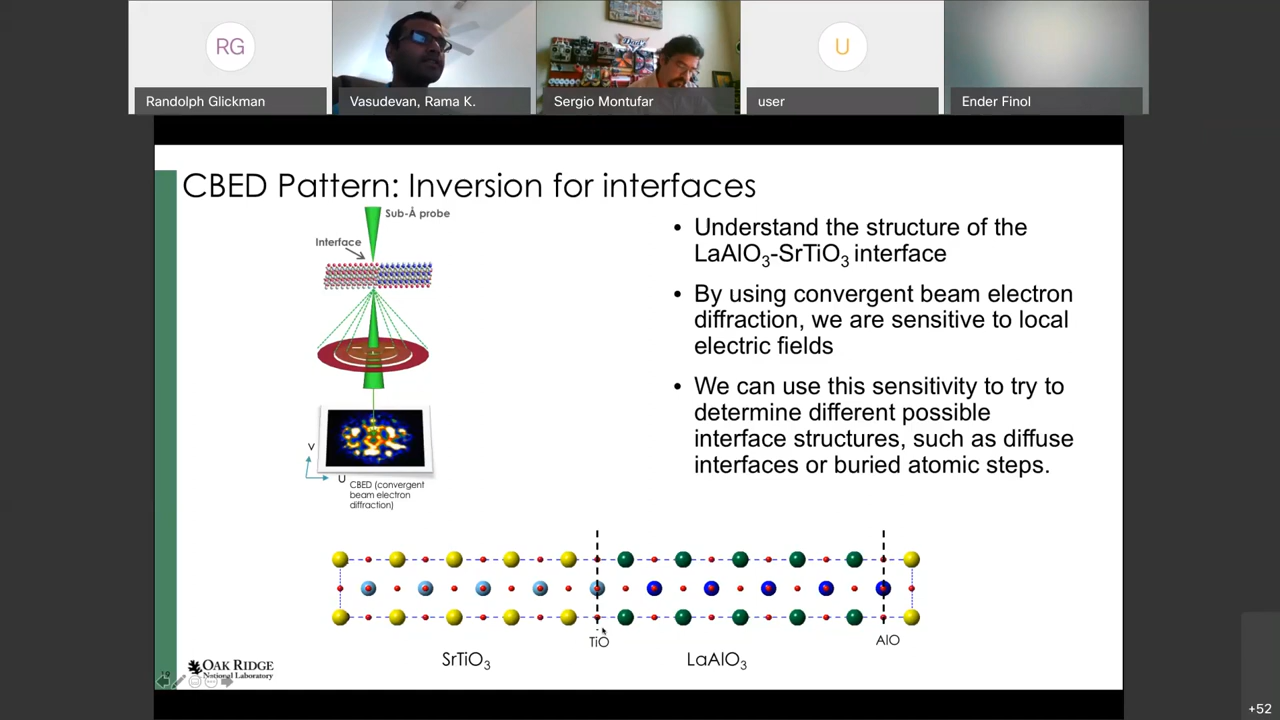 RG
U
Randolph Glickman
Vasudevan, Rama K.
Sergio Montufar
user
Ender Finol
CBED Pattern: Inversion for interfaces
Sub-Å probe
Interface
V
U
CBED (convergent
beam electron
diffraction)
• Understand the structure of the
LaAlO3-SrTiO3 interface
• By using convergent beam electron
diffraction, we are sensitive to local
electric fields
• We can use this sensitivity to try to
determine different possible
interface structures, such as diffuse
interfaces or buried atomic steps.
TiO
AlO
SrTiO3
LaAlO3
OAK RIDGE
National Laboratory
+52